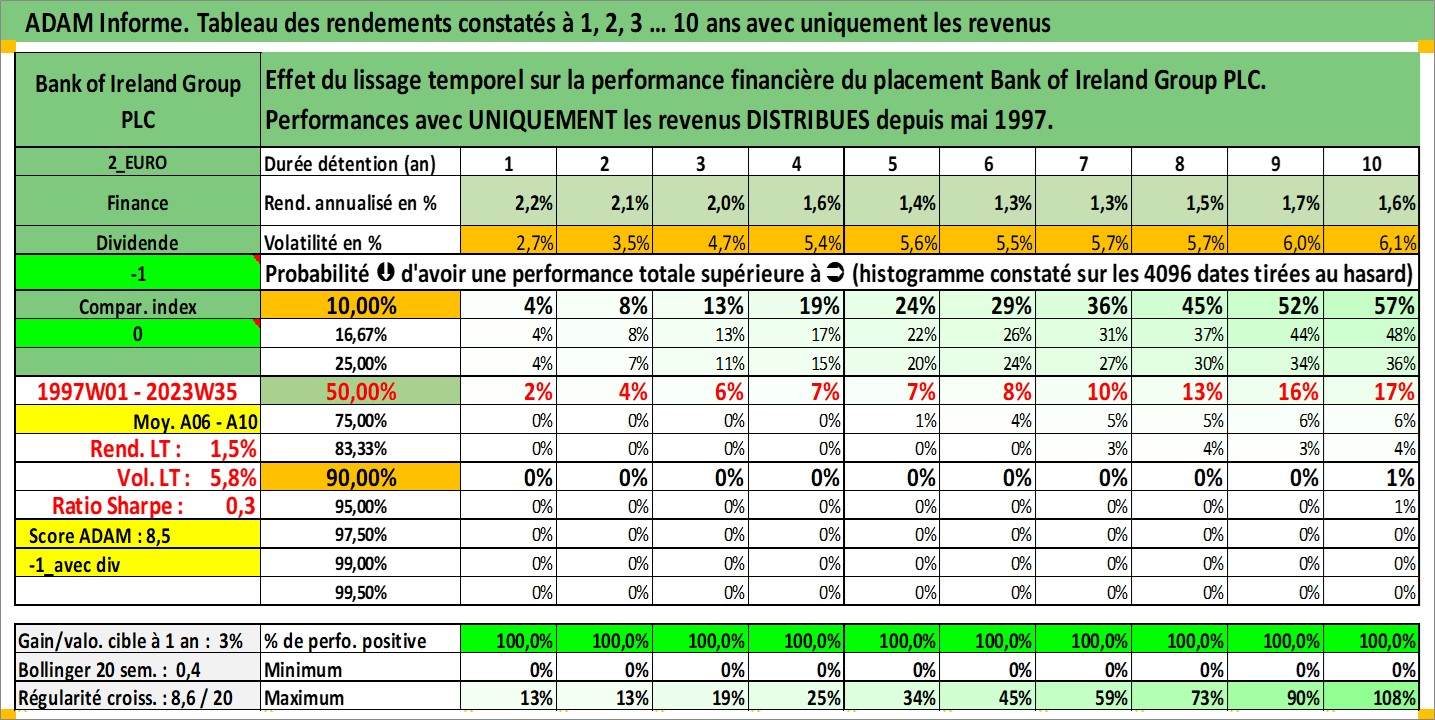 ADAM Informe. Tableau des rendements constatés à 1, 2, 3 ... 10 ans avec uniquement les revenus
Bank of Ireland Group PLC
Effet du lissage temporel sur la performance financière du placement Bank of Ireland Group PLC.
Performances avec UNIQUEMENT les revenus DISTRIBUES depuis mai 1997.
2_EURO Durée détention (an) 1 2 3 4 5 6 7 8 9 10
Finance Rend. annualisé en % 2,2% 2,1% 2,0% 1,6% 1,4% 1,3% 1,3% 1,5% 1,7% 1,6%
Dividende Volatilité en % 2,7% 3,5% 4,7% 5,4% 5,6% 5,5% 5,7% 5,7% 6,0% 6,1%
-1 Probabilité ⬇ d'avoir une performance totale supérieure à ➲ (histogramme constaté sur les 4096 dates tirées au hasard)
Compar. index 10,00% 4% 8% 13% 19% 24% 29% 36% 45% 52% 57%
0 16,67% 4% 8% 13% 17% 22% 26% 31% 37% 44% 48%
25,00% 4% 7% 11% 15% 20% 24% 27% 30% 34% 36%
1997W01 - 2023W35 50,00% 2% 4% 6% 7% 7% 8% 10% 13% 16% 17%
Moy. A06 - A10 75,00% 0% 0% 0% 0% 1% 4% 5% 5% 6% 6%
Rend. LT : 1,5% 83,33% 0% 0% 0% 0% 0% 0% 3% 4% 3% 4%
Vol. LT : 5,8% 90,00% 0% 0% 0% 0% 0% 0% 0% 0% 0% 1%
Ratio Sharpe : 0,3 95,00% 0% 0% 0% 0% 0% 0% 0% 0% 0% 1%
Score ADAM : 8,5 97,50% 0% 0% 0% 0% 0% 0% 0% 0% 0% 0%
-1_avec div 99,00% 0% 0% 0% 0% 0% 0% 0% 0% 0% 0%
99,50% 0% 0% 0% 0% 0% 0% 0% 0% 0% 0%
Gain/valo. cible à 1 an : 3% % de perfo. positive 100,0% 100,0% 100,0% 100,0% 100,0% 100,0% 100,0% 100,0% 100,0% 100,0%
Bollinger 20 sem. : 0,4 Minimum 0% 0% 0% 0% 0% 0% 0% 0% 0% 0%
Régularité croiss. : 8,6 / 20 Maximum 13% 13% 19% 25% 34% 45% 59% 73% 90% 108%